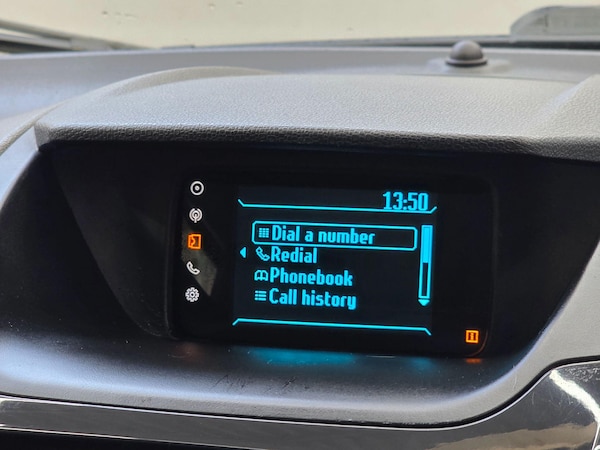 13:50
Dial a number
Redial
Phonebook
Call history